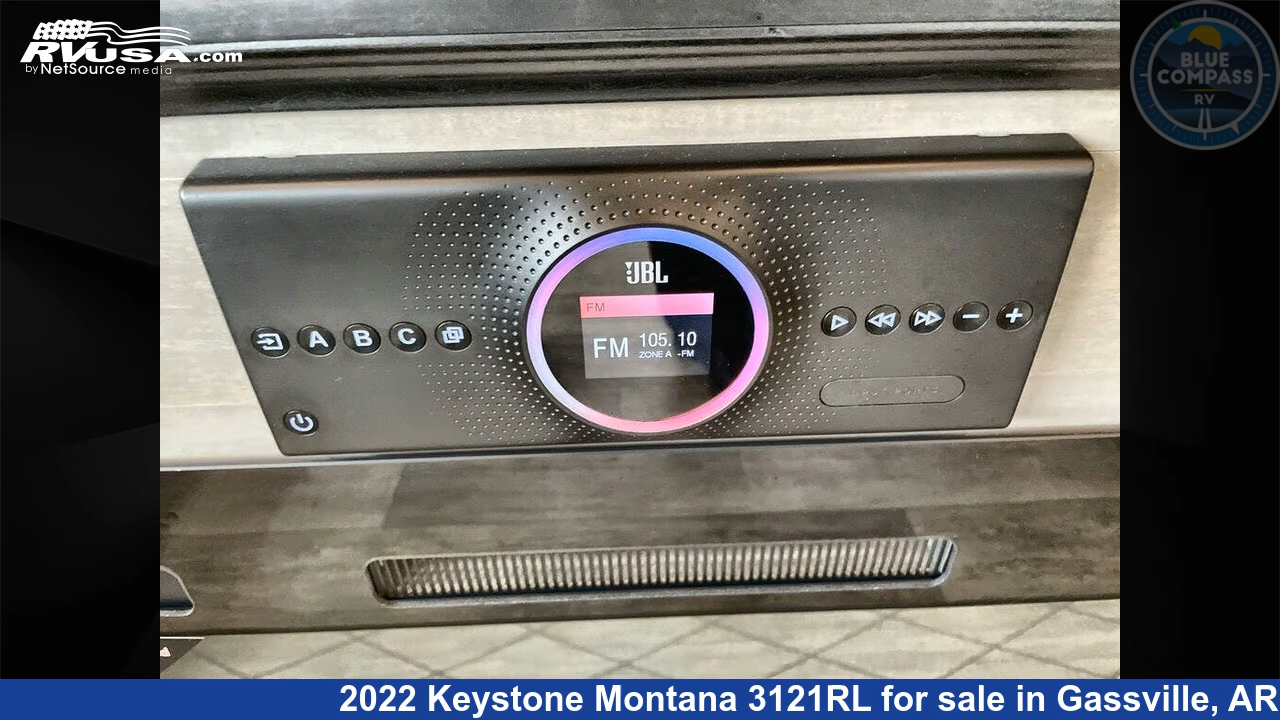 RVUSA.com
by NetSource media
BLUE
COMPASS
RV
JBL
FM
FM 105.10
ZONE A -FM
A B C
2022 Keystone Montana 3121RL for sale in Gassville, AR